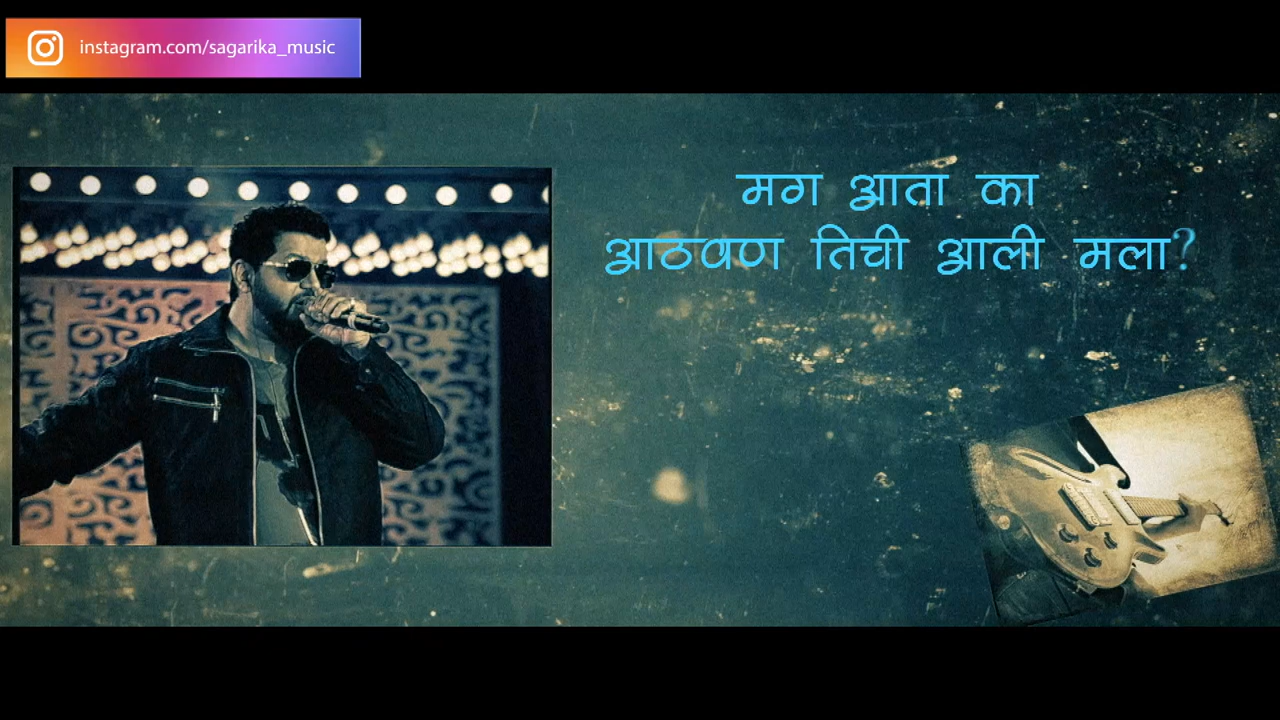 instagram.com/sagarika_music
मग आता का
आठवण तिची आली मला?